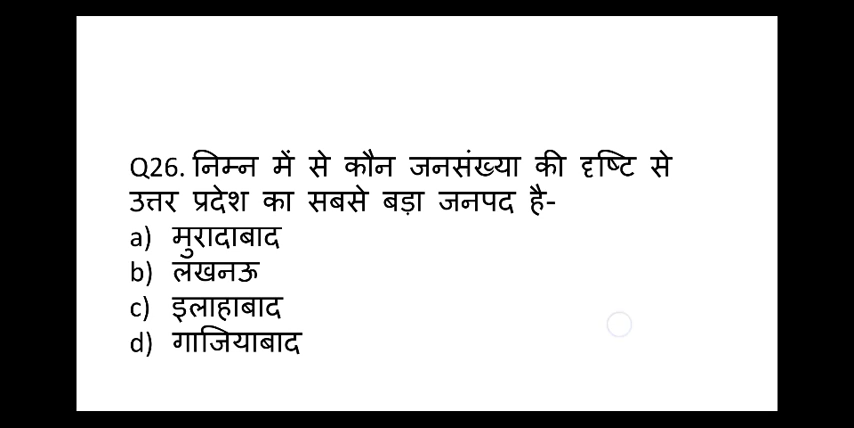 Q26. निम्न में से कौन जनसंख्या की दृष्टि से
उत्तर प्रदेश का सबसे बड़ा जनपद है-
a) मुरादाबाद
b) लखनऊ
c) इलाहाबाद
d) गाजियाबाद